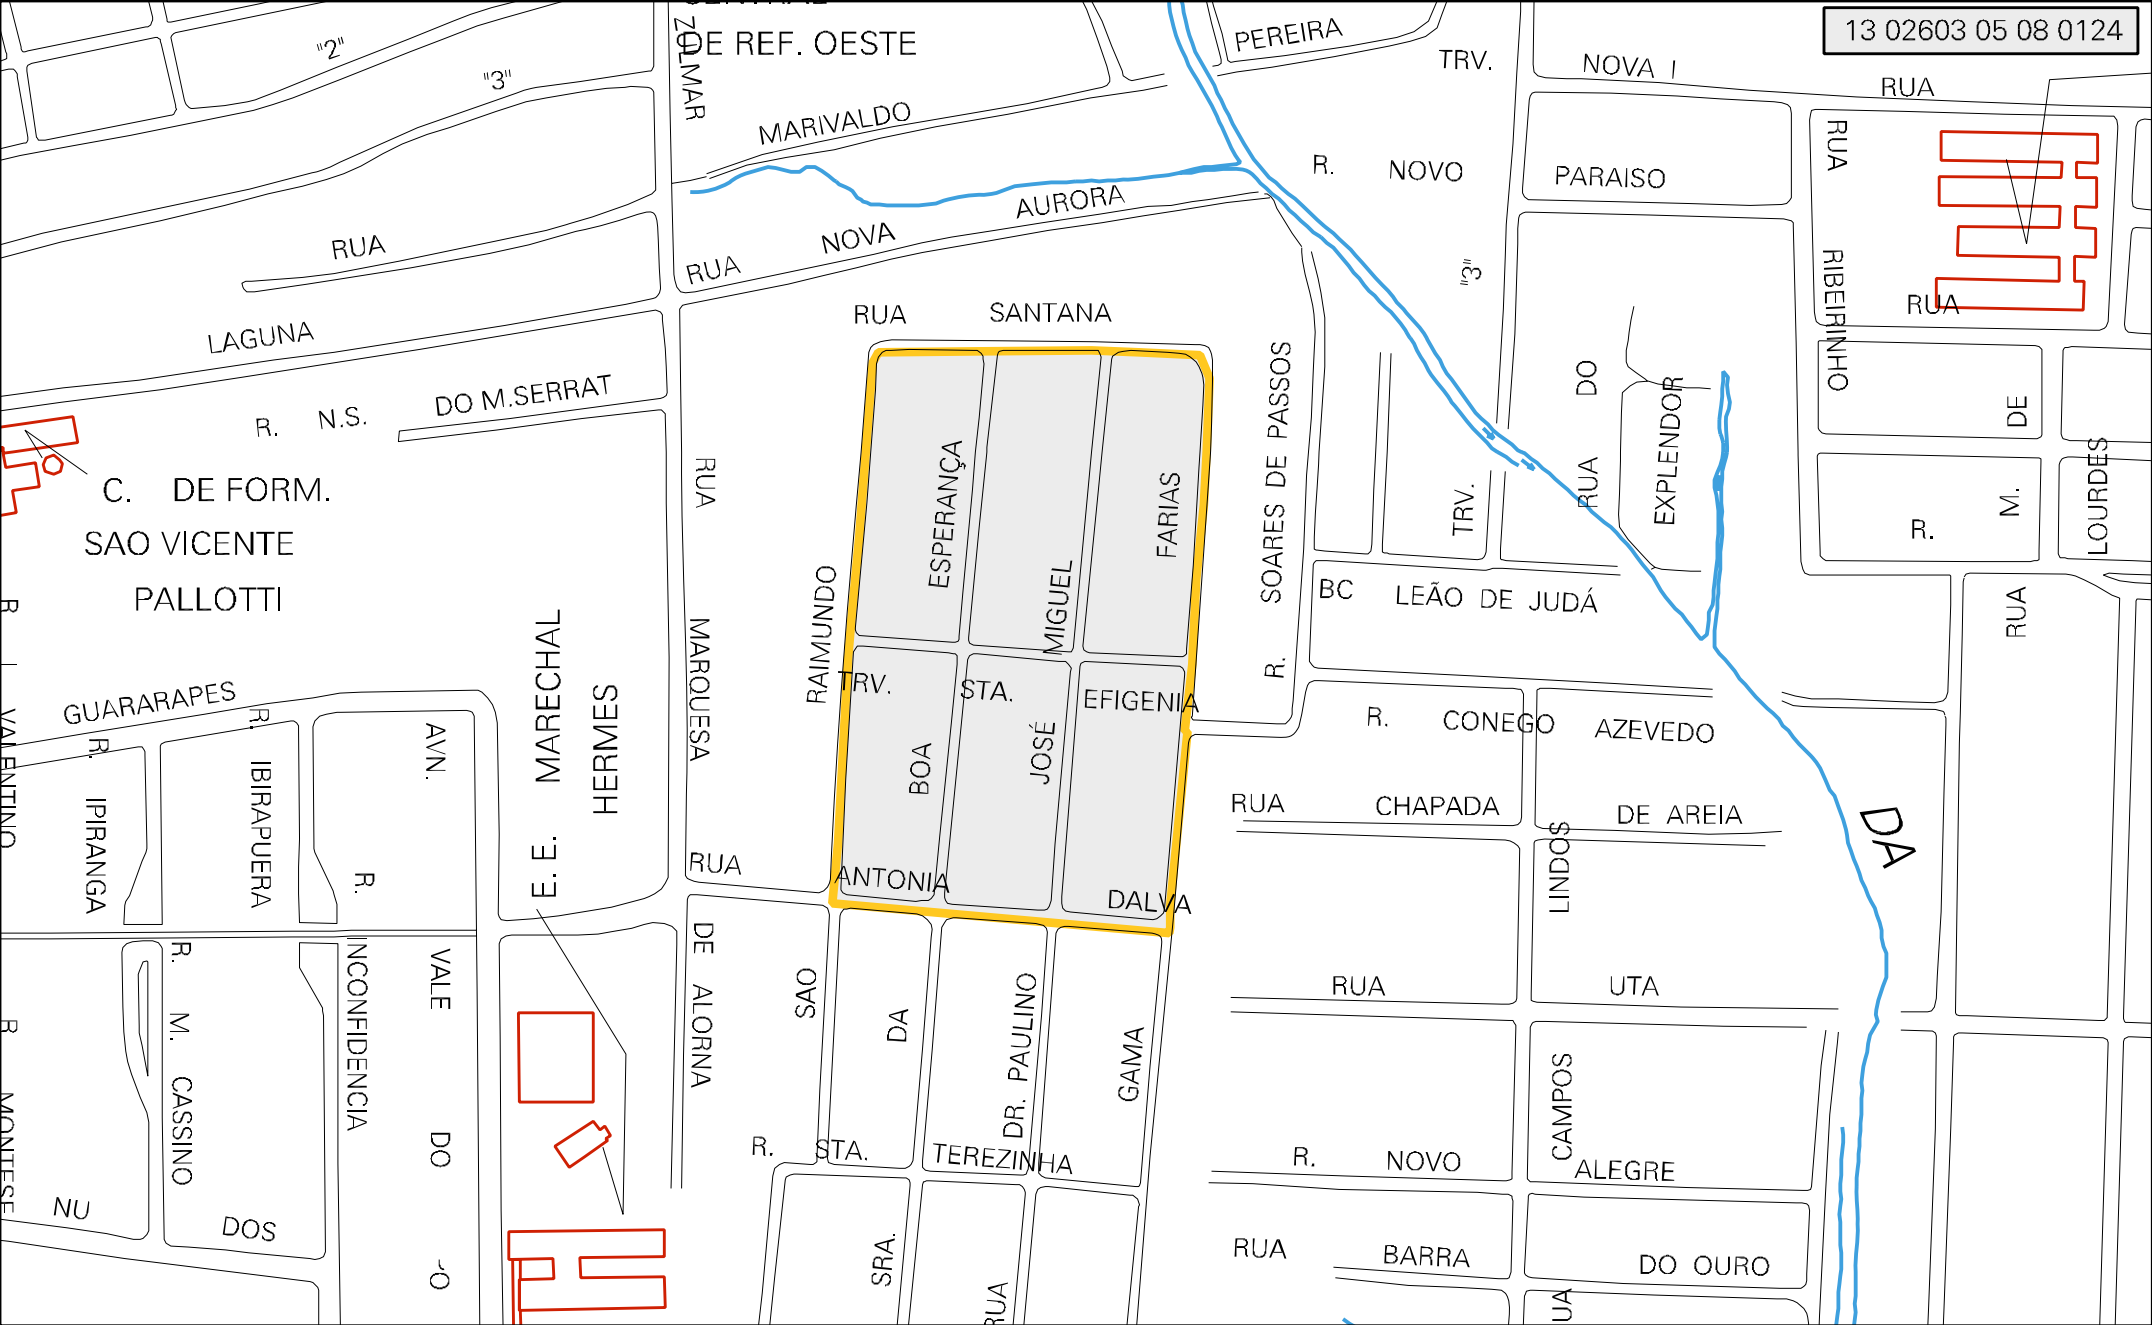 CENTRAL
DE REF. OESTE
ZULMAR
13 02603 05 08 0124
"2"
"3"
PEREIRA
TRV.
NOVA I
RUA
MARIVALDO
R. NOVO PARAISO
RUA RIBEIRINHO
RUA NOVA AURORA
RUA LAGUNA
"3"
TRV.
RUA
RUA SANTANA
R. N.S. DO M.SERRAT
C. DE FORM.
SAO VICENTE
PALLOTTI
RUA MARQUESA DE ALORNA
RAIMUNDO
SAO
ESPERANÇA
BOA
DA
SRA.
MIGUEL
JOSÉ
DR. PAULINO
RUA
FARIAS
GAMA
R. SOARES DE PASSOS
RUA DO
EXPLENDOR
DE
M.
R.
LOURDES
RUA
BC LEÃO DE JUDÁ
TRV. STA. EFIGENIA
R. CONEGO AZEVEDO
GUARARAPES
R. VALENTINO
R. IPIRANGA
R. IBIRAPUERA
AVN.
VALE
DO
E. E. MARECHAL
HERMES
RUA CHAPADA DE AREIA
DA
RUA ANTONIA DALVA
LINDOS
CAMPOS
R. INCONFIDENCIA
R. M. CASSINO
R MONTESE
RUA UTA
R. STA. TEREZINHA
R. NOVO ALEGRE
NU
DOS
RUA BARRA DO OURO
UA